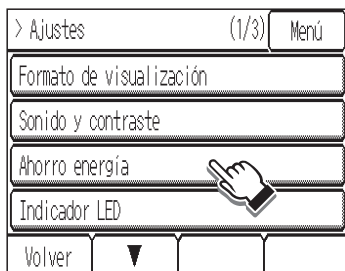 > Ajustes (1/3) Menú
Formato de visualización
Sonido y contraste
Ahorro energía
Indicador LED
Volver ▼